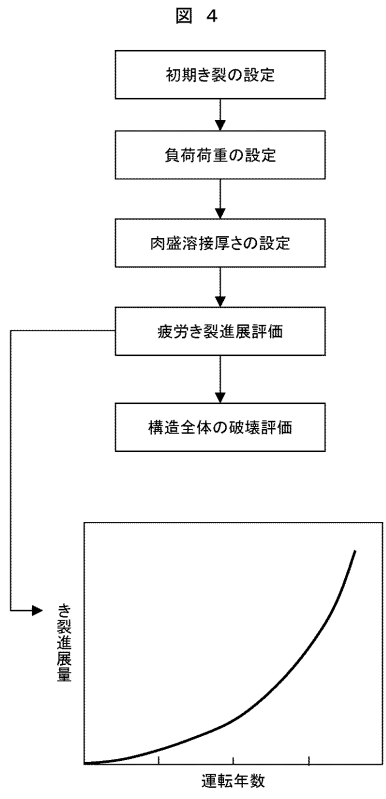 図 4
初期き裂の設定
負荷荷重の設定
肉盛溶接厚さの設定
疲労き裂進展評価
構造全体の破壊評価
き裂進展量
運転年数